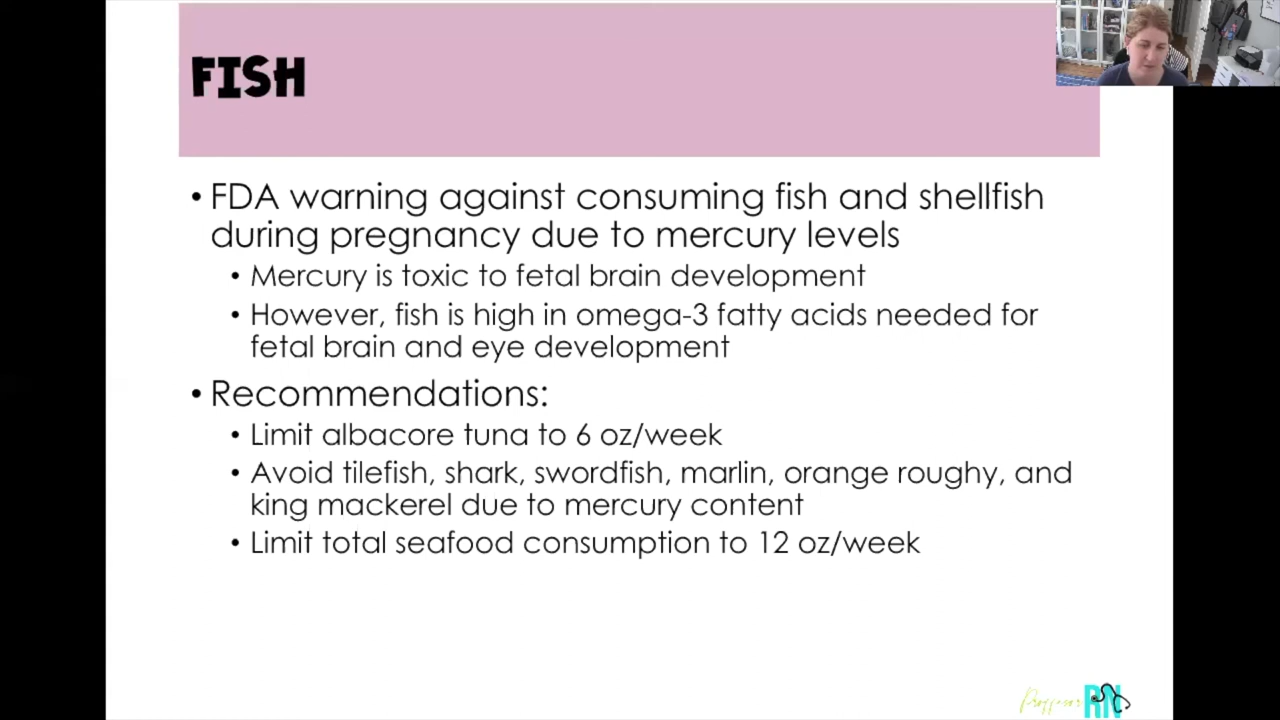 FISH
• FDA warning against consuming fish and shellfish
during pregnancy due to mercury levels
• Mercury is toxic to fetal brain development
• However, fish is high in omega-3 fatty acids needed for
fetal brain and eye development
• Recommendations:
• Limit albacore tuna to 6 oz/week
• Avoid tilefish, shark, swordfish, marlin, orange roughy, and
king mackerel due to mercury content
• Limit total seafood consumption to 12 oz/week
Professor RN